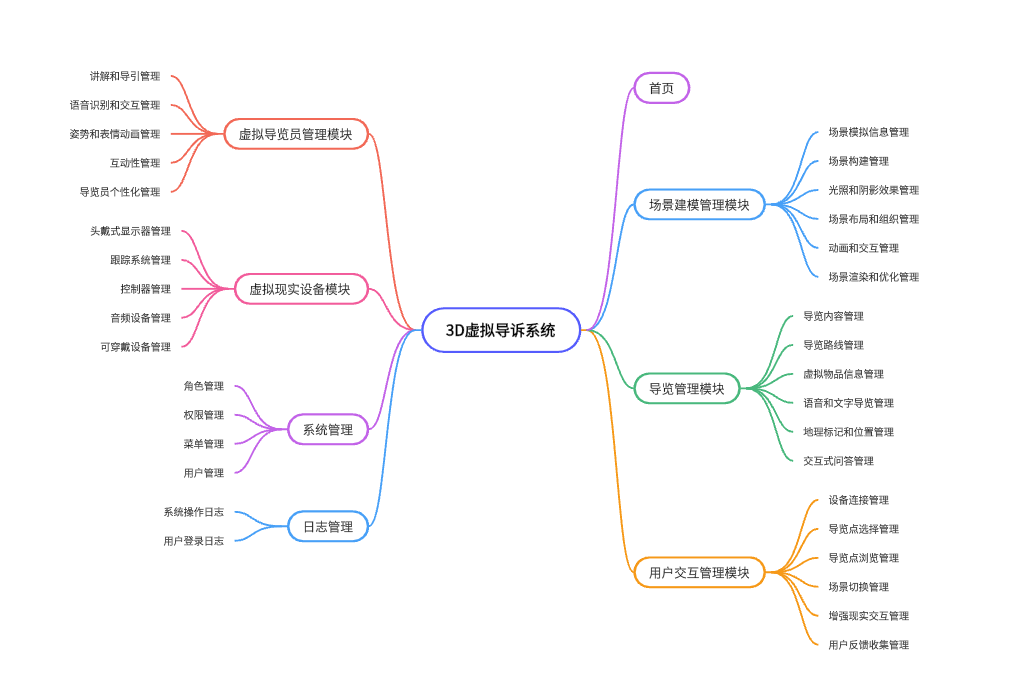 3D虚拟导诉系统
首页
场景建模管理模块
场景模拟信息管理
场景构建管理
光照和阴影效果管理
场景布局和组织管理
动画和交互管理
场景渲染和优化管理
导览管理模块
导览内容管理
导览路线管理
虚拟物品信息管理
语音和文字导览管理
地理标记和位置管理
交互式问答管理
用户交互管理模块
设备连接管理
导览点选择管理
导览点浏览管理
场景切换管理
增强现实交互管理
用户反馈收集管理
虚拟导览员管理模块
讲解和导引管理
语音识别和交互管理
姿势和表情动画管理
互动性管理
导览员个性化管理
虚拟现实设备模块
头戴式显示器管理
跟踪系统管理
控制器管理
音频设备管理
可穿戴设备管理
系统管理
角色管理
权限管理
菜单管理
用户管理
日志管理
系统操作日志
用户登录日志